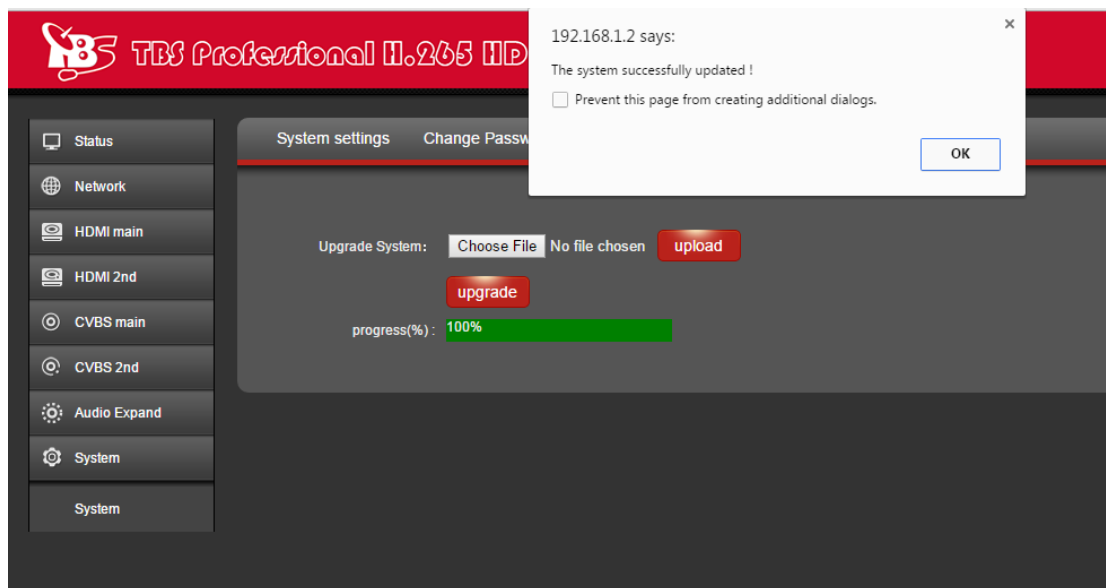 TBS
TBS Professional H.265 HD
192.168.1.2 says:
The system successfully updated !
Prevent this page from creating additional dialogs.
OK
Status
Network
HDMI main
HDMI 2nd
CVBS main
CVBS 2nd
Audio Expand
System
System
System settings
Change Passw
Upgrade System:
Choose File No file chosen
upload
upgrade
progress(%) :
100%